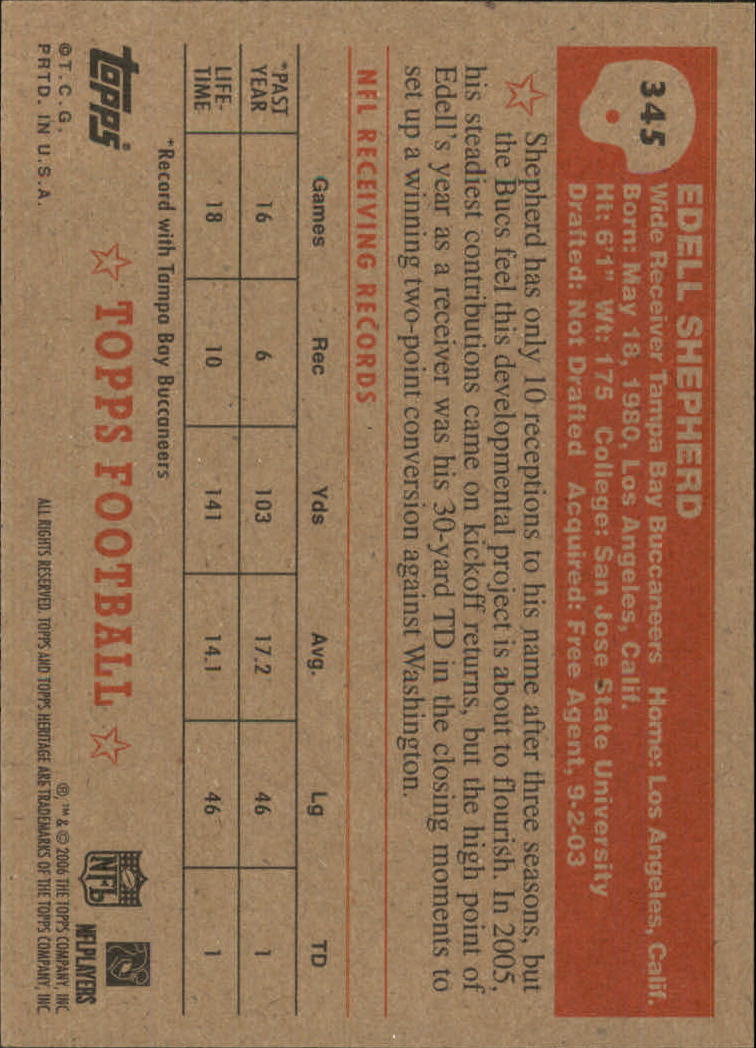 345
EDELL SHEPHERD
Wide Receiver Tampa Bay Buccaneers Home: Los Angeles, Calif.
Born: May 18, 1980, Los Angeles, Calif.
Ht: 6'1" Wt: 175 College: San Jose State University
Drafted: Not Drafted Acquired: Free Agent, 9-2-03
Shepherd has only 10 receptions to his name after three seasons, but
the Bucs feel this developmental project is about to flourish. In 2005,
his steadiest contributions came on kickoff returns, but the high point of
Edell's year as a receiver was his 30-yard TD in the closing moments to
set up a winning two-point conversion against Washington.
NFL RECEIVING RECORDS
Games Rec Yds Avg. Lg TD
*PAST
YEAR 16 6 103 17.2 46 1
LIFE-
TIME 18 10 141 14.1 46 1
*Record with Tampa Bay Buccaneers
topps®
☆ TOPPS FOOTBALL ☆
NFL
NFLPLAYERS
©T.C.G.
PRTD. IN U.S.A.
®, ™ & © 2006 THE TOPPS COMPANY, INC
ALL RIGHTS RESERVED. TOPPS AND TOPPS HERITAGE ARE TRADEMARKS OF THE TOPPS COMPANY, INC